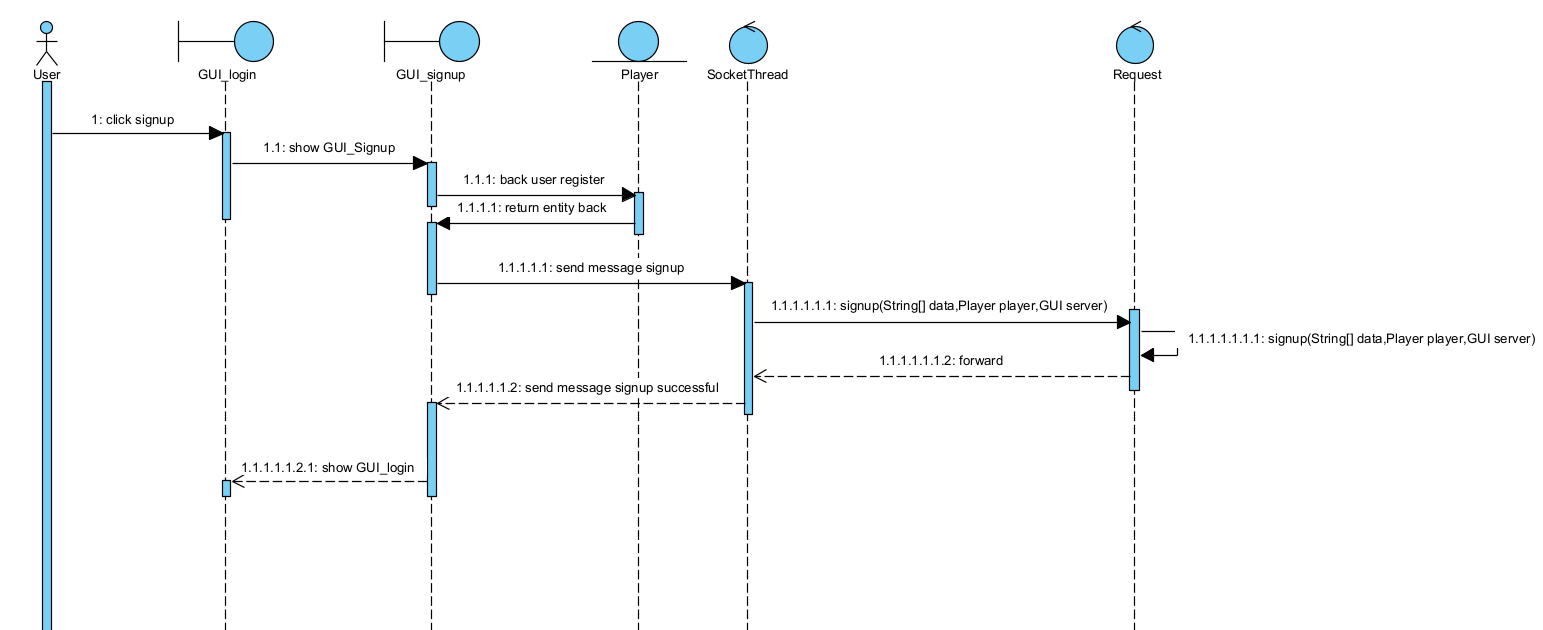 User
GUI_login
GUI_signup
Player
SocketThread
Request
1: click signup
1.1: show GUI_Signup
1.1.1: back user register
1.1.1.1: return entity back
1.1.1.1.1: send message signup
1.1.1.1.1.1: signup(String[] data,Player player,GUI server)
1.1.1.1.1.1.1: signup(String[] data,Player player,GUI server)
1.1.1.1.1.1.2: forward
1.1.1.1.1.2: send message signup successful
1.1.1.1.1.2.1: show GUI_login